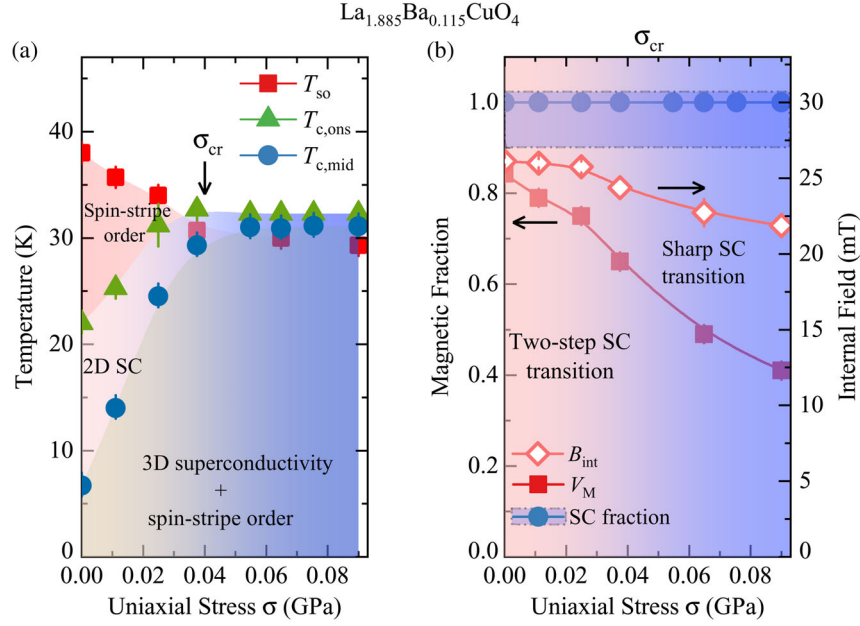 La1.885Ba0.115CuO4
(a)
Tso
Tc,ons
Tc,mid
σcr
Spin-stripe
order
2D SC
3D superconductivity
+
spin-stripe order
Temperature (K)
40
30
20
10
0
0.00 0.02 0.04 0.06 0.08
Uniaxial Stress σ (GPa)
(b)
σcr
Sharp SC
transition
Two-step SC
transition
Bint
VM
SC fraction
Magnetic Fraction
1.0
0.8
0.6
0.4
0.2
0.0
Internal Field (mT)
30
25
20
15
10
5
0
0.00 0.02 0.04 0.06 0.08
Uniaxial Stress σ (GPa)